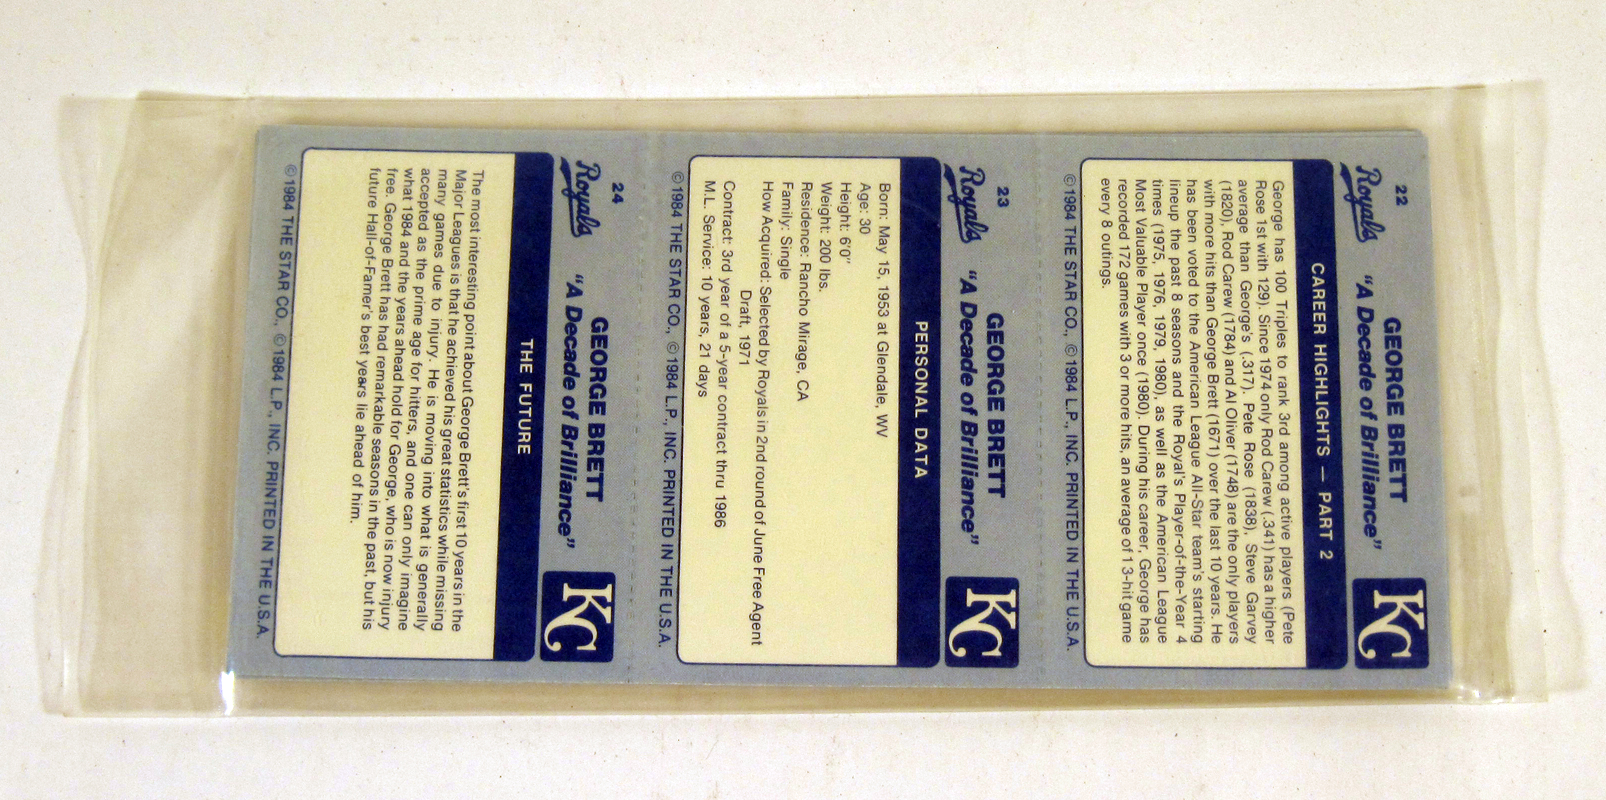 22
Royals
GEORGE BRETT
"A Decade of Brilliance"
KC
CAREER HIGHLIGHTS — PART 2
George has 100 Triples to rank 3rd among active players (Pete
Rose 1st with 129). Since 1974 only Rod Carew (.341) has a higher
average than George's (.317). Pete Rose (1838), Steve Garvey
(1820), Rod Carew (1784) and Al Oliver (1748) are the only players
with more hits than George Brett (1671) over the last 10 years. He
has been voted to the American League All-Star team's starting
lineup the past 8 seasons and the Royal's Player-of-the-Year 4
times (1975, 1976, 1979, 1980), as well as the American League
Most Valuable Player once (1980). During his career, George has
recorded 172 games with 3 or more hits, an average of 1 3-hit game
every 8 outings.
©1984 THE STAR CO., ©1984 L.P., INC. PRINTED IN THE U.S.A.
23
Royals
GEORGE BRETT
"A Decade of Brilliance"
KC
PERSONAL DATA
Born: May 15, 1953 at Glendale, WV
Age: 30
Height: 6'0"
Weight: 200 lbs.
Residence: Rancho Mirage, CA
Family: Single
How Acquired: Selected by Royals in 2nd round of June Free Agent
Draft, 1971
Contract: 3rd year of a 5-year contract thru 1986
M.L. Service: 10 years, 21 days
©1984 THE STAR CO., ©1984 L.P., INC. PRINTED IN THE U.S.A.
24
Royals
GEORGE BRETT
"A Decade of Brilliance"
KC
THE FUTURE
The most interesting point about George Brett's first 10 years in the
Major Leagues is that he achieved his great statistics while missing
many games due to injury. He is moving into what is generally
accepted as the prime age for hitters, and one can only imagine
what 1984 and the years ahead hold for George, who is now injury
free. George Brett has had remarkable seasons in the past, but his
future Hall-of-Famer's best years lie ahead of him.
©1984 THE STAR CO., ©1984 L.P., INC. PRINTED IN THE U.S.A.